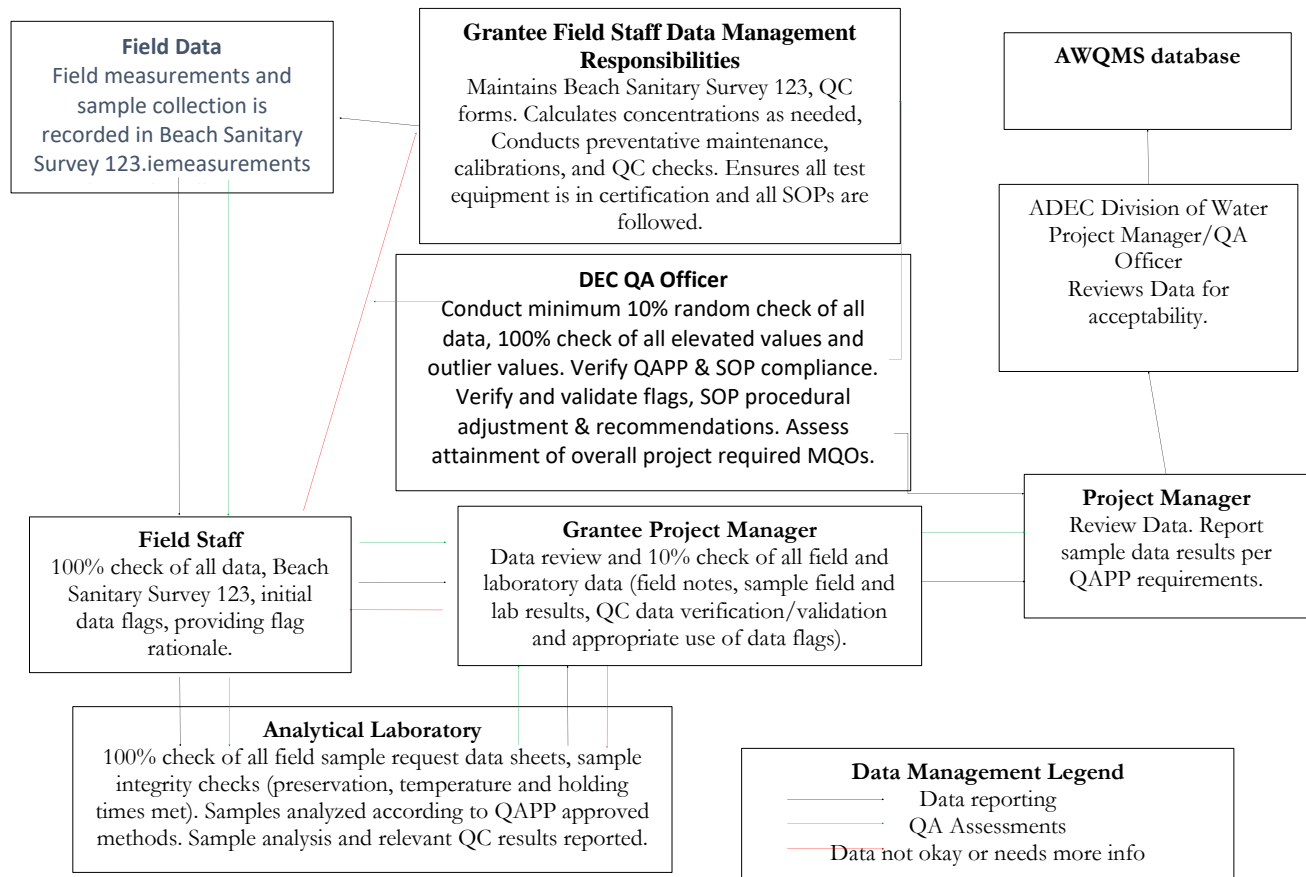 Field Data
Field measurements and
sample collection is
recorded in Beach Sanitary
Survey 123.iemeasurements
Grantee Field Staff Data Management
Responsibilities
Maintains Beach Sanitary Survey 123, QC
forms. Calculates concentrations as needed,
Conducts preventative maintenance,
calibrations, and QC checks. Ensures all test
equipment is in certification and all SOPs are
followed.
AWQMS database
ADEC Division of Water
Project Manager/QA
Officer
Reviews Data for
acceptability.
DEC QA Officer
Conduct minimum 10% random check of all
data, 100% check of all elevated values and
outlier values. Verify QAPP & SOP compliance.
Verify and validate flags, SOP procedural
adjustment & recommendations. Assess
attainment of overall project required MQOs.
Field Staff
100% check of all data, Beach
Sanitary Survey 123, initial
data flags, providing flag
rationale.
Grantee Project Manager
Data review and 10% check of all field and
laboratory data (field notes, sample field and
lab results, QC data verification/validation
and appropriate use of data flags).
Project Manager
Review Data. Report
sample data results per
QAPP requirements.
Analytical Laboratory
100% check of all field sample request data sheets, sample
integrity checks (preservation, temperature and holding
times met). Samples analyzed according to QAPP approved
methods. Sample analysis and relevant QC results reported.
Data Management Legend
Data reporting
QA Assessments
Data not okay or needs more info